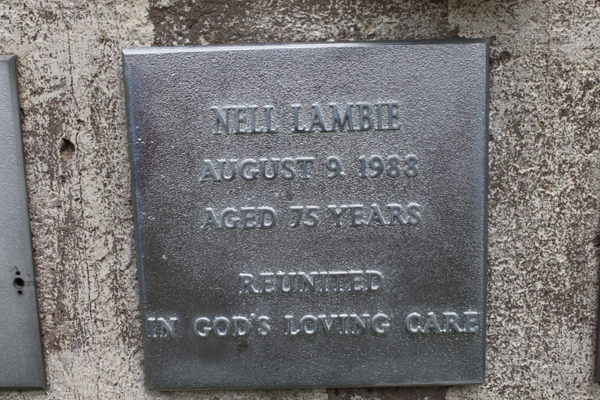 NELL LAMBIE
AUGUST 9 1988
AGED 75 YEARS
REUNITED
IN GOD'S LOVING CARE